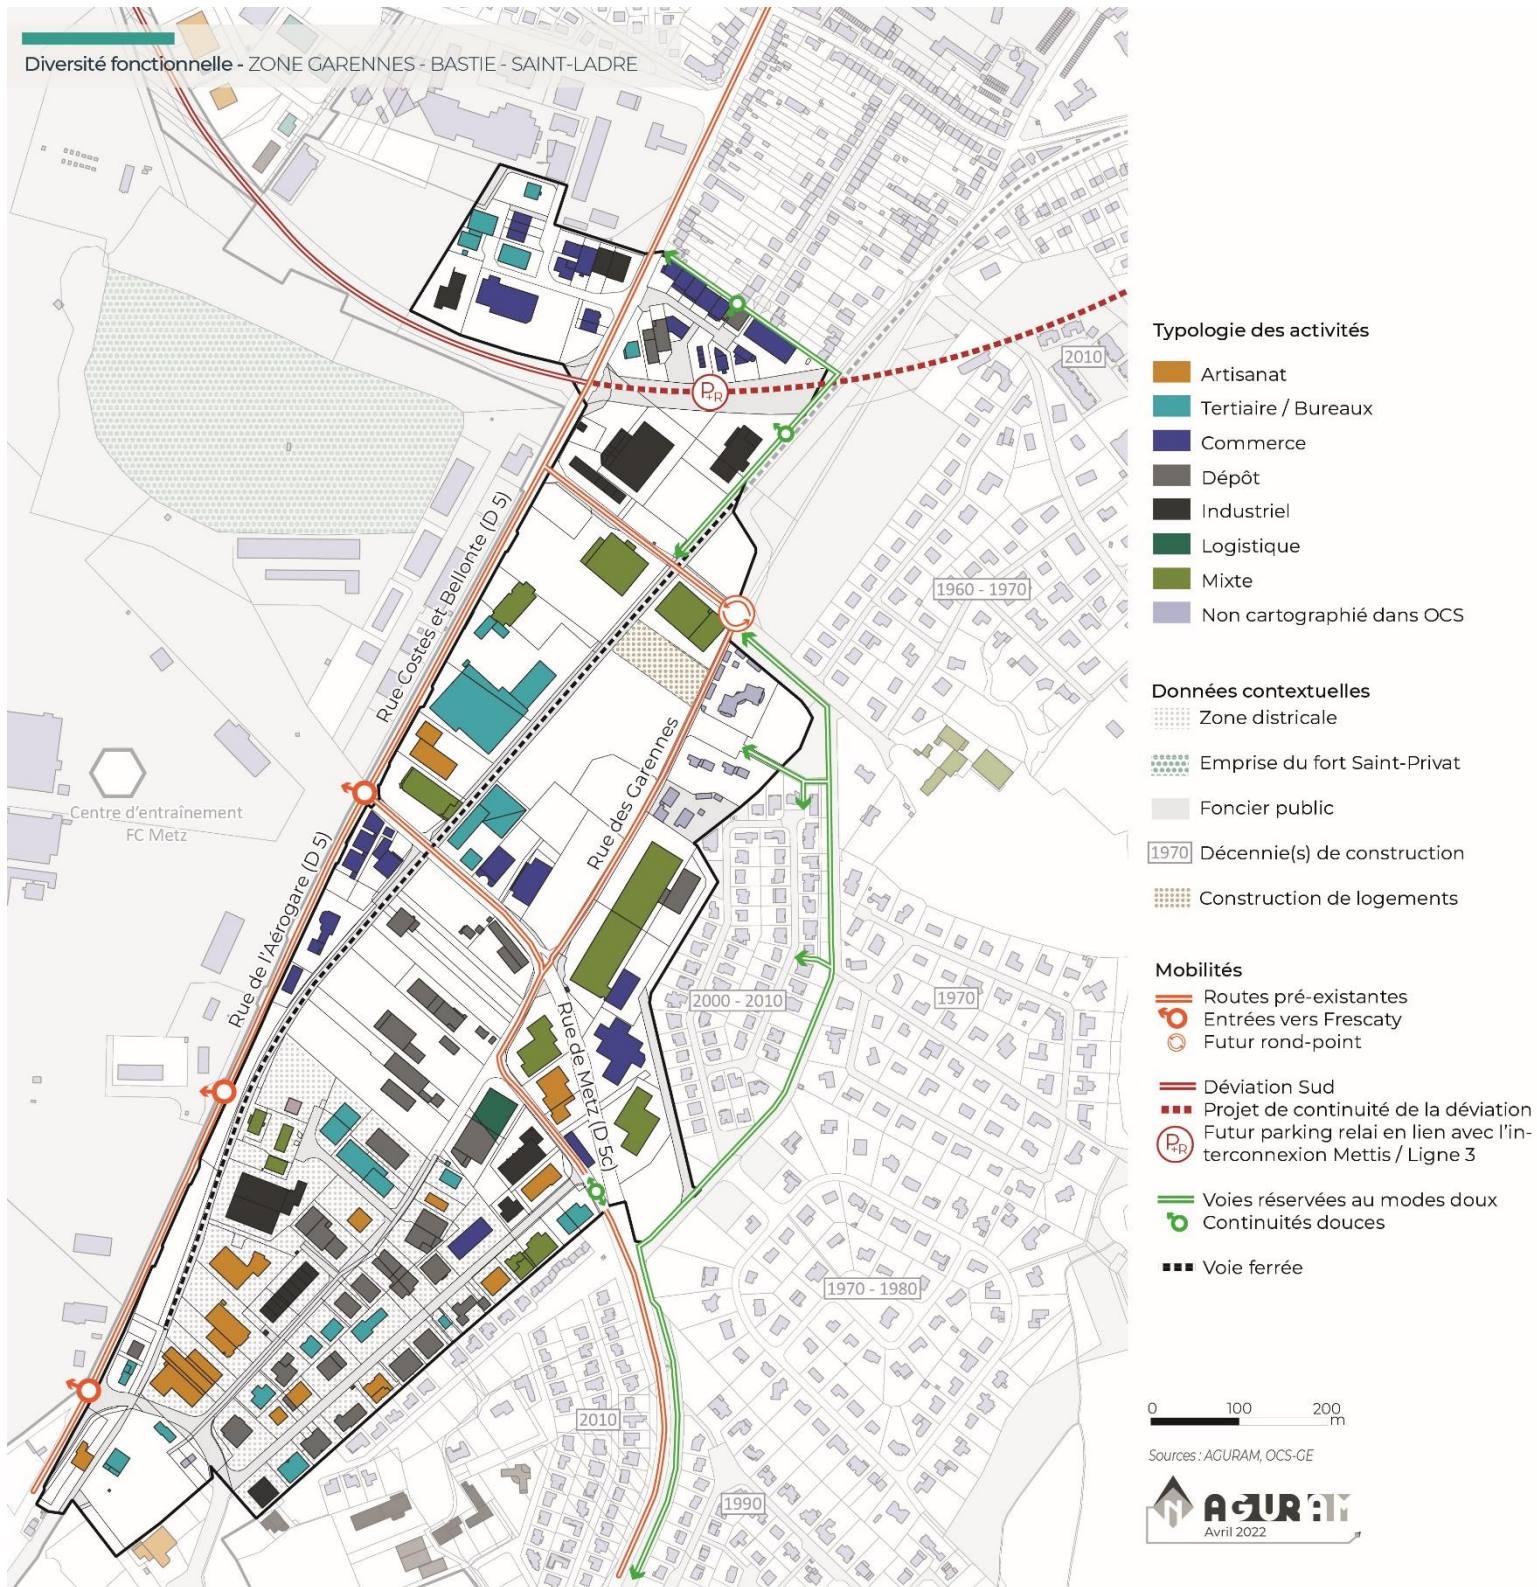 Diversité fonctionnelle - ZONE GARENNES - BASTIE - SAINT-LADRE
2010
P+R
Rue Costes et Bellonte (D 5)
1960 - 1970
Rue des Garennes
Centre d'entraînement
FC Metz
Rue de l'Aérogare (D 5)
2000 - 2010
1970
Rue de Metz (D 5c)
1970 - 1980
2010
1990
Typologie des activités
Artisanat
Tertiaire / Bureaux
Commerce
Dépôt
Industriel
Logistique
Mixte
Non cartographié dans OCS
Données contextuelles
Zone districale
Emprise du fort Saint-Privat
Foncier public
1970 Décennie(s) de construction
Construction de logements
Mobilités
Routes pré-existantes
Entrées vers Frescaty
Futur rond-point
Déviation Sud
Projet de continuité de la déviation
P+R Futur parking relai en lien avec l'in-
terconnexion Mettis / Ligne 3
Voies réservées au modes doux
Continuités douces
Voie ferrée
0 100 200
m
Sources : AGURAM, OCS-GE
N AGURAM
Avril 2022